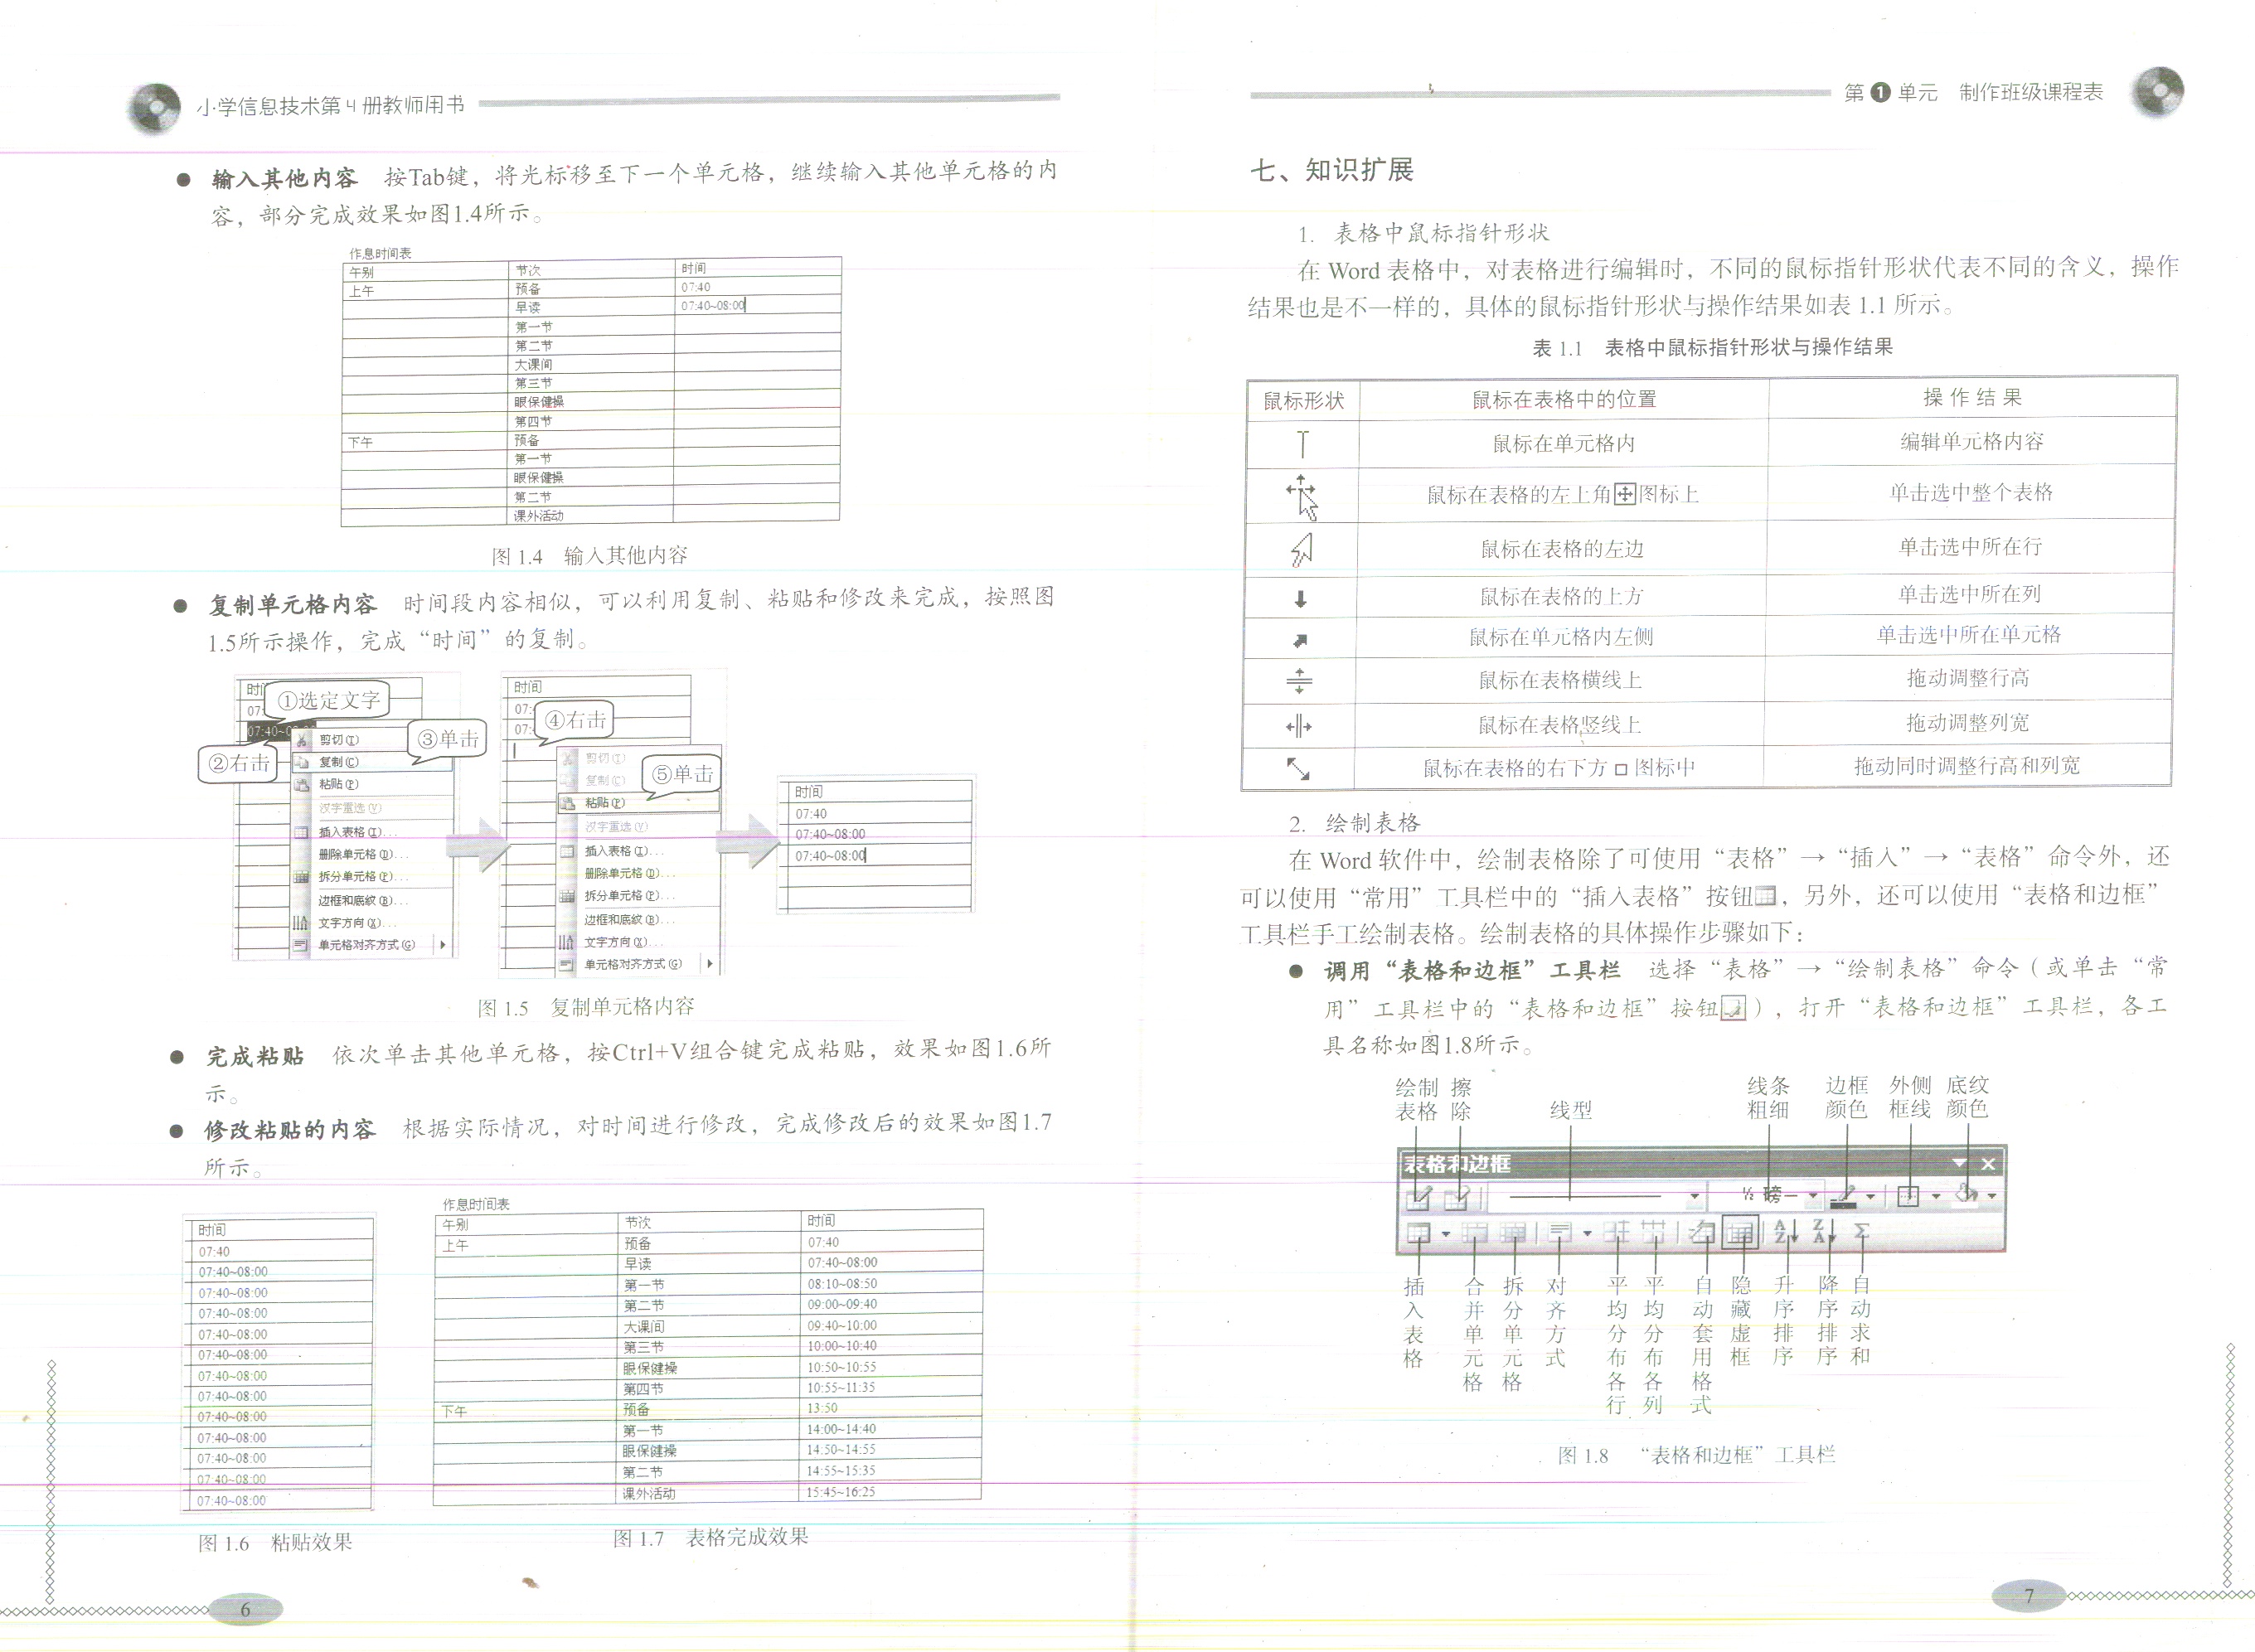 小学信息技术第4册教师用书
● 输入其他内容 按Tab键，将光标移至下一个单元格，继续输入其他单元格的内
容，部分完成效果如图1.4所示。
作息时间表
午别 节次 时间
上午 预备 07:40
早读 07:40~08:00
第一节
第二节
大课间
第三节
眼保健操
第四节
下午 预备
第一节
眼保健操
第二节
课外活动
图 1.4 输入其他内容
● 复制单元格内容 时间段内容相似，可以利用复制、粘贴和修改来完成，按照图
1.5所示操作，完成“时间”的复制。
①选定文字
②右击
③单击
剪切(T)
复制(C)
粘贴(P)
汉字重选(V)
插入表格(I)...
删除单元格(D)...
拆分单元格(P)...
边框和底纹(B)...
文字方向(X)...
单元格对齐方式(G)
时间
④右击
⑤单击
剪切(T)
复制(C)
粘贴(P)
汉字重选(V)
插入表格(I)...
删除单元格(D)...
拆分单元格(P)...
边框和底纹(B)...
文字方向(X)...
单元格对齐方式(G)
时间
07:40
07:40~08:00
07:40~08:00
图 1.5 复制单元格内容
● 完成粘贴 依次单击其他单元格，按Ctrl+V组合键完成粘贴，效果如图1.6所
示。
● 修改粘贴的内容 根据实际情况，对时间进行修改，完成修改后的效果如图1.7
所示。
时间
07:40
07:40~08:00
07:40~08:00
07:40~08:00
07:40~08:00
07:40~08:00
07:40~08:00
07:40~08:00
07:40~08:00
07:40~08:00
07:40~08:00
07:40~08:00
07:40~08:00
图 1.6 粘贴效果
作息时间表
午别 节次 时间
上午 预备 07:40
早读 07:40~08:00
第一节 08:10~08:50
第二节 09:00~09:40
大课间 09:40~10:00
第三节 10:00~10:40
眼保健操 10:50~10:55
第四节 10:55~11:35
下午 预备 13:50
第一节 14:00~14:40
眼保健操 14:50~14:55
第二节 14:55~15:35
课外活动 15:45~16:25
图 1.7 表格完成效果
6
第1单元 制作班级课程表
七、知识扩展
1. 表格中鼠标指针形状
在 Word 表格中，对表格进行编辑时，不同的鼠标指针形状代表不同的含义，操作
结果也是不一样的，具体的鼠标指针形状与操作结果如表 1.1 所示。
表 1.1 表格中鼠标指针形状与操作结果
鼠标形状 鼠标在表格中的位置 操作结果
鼠标在单元格内 编辑单元格内容
鼠标在表格的左上角图标上 单击选中整个表格
鼠标在表格的左边 单击选中所在行
鼠标在表格的上方 单击选中所在列
鼠标在单元格内左侧 单击选中所在单元格
鼠标在表格横线上 拖动调整行高
鼠标在表格竖线上 拖动调整列宽
鼠标在表格的右下方 □ 图标中 拖动同时调整行高和列宽
2. 绘制表格
在 Word 软件中，绘制表格除了可使用“表格”→“插入”→“表格”命令外，还
可以使用“常用”工具栏中的“插入表格”按钮，另外，还可以使用“表格和边框”
工具栏手工绘制表格。绘制表格的具体操作步骤如下：
● 调用“表格和边框”工具栏 选择“表格”→“绘制表格”命令（或单击“常
用”工具栏中的“表格和边框”按钮），打开“表格和边框”工具栏，各工
具名称如图1.8所示。
绘制表格
擦除
线型
线条粗细
边框颜色
外侧框线
底纹颜色
表格和边框
½ 磅
插入表格
合并单元格
拆分单元格
对齐方式
平均分布各行
平均分布各列
自动套用格式
隐藏虚框
升序排序
降序排序
自动求和
图 1.8 “表格和边框”工具栏
7